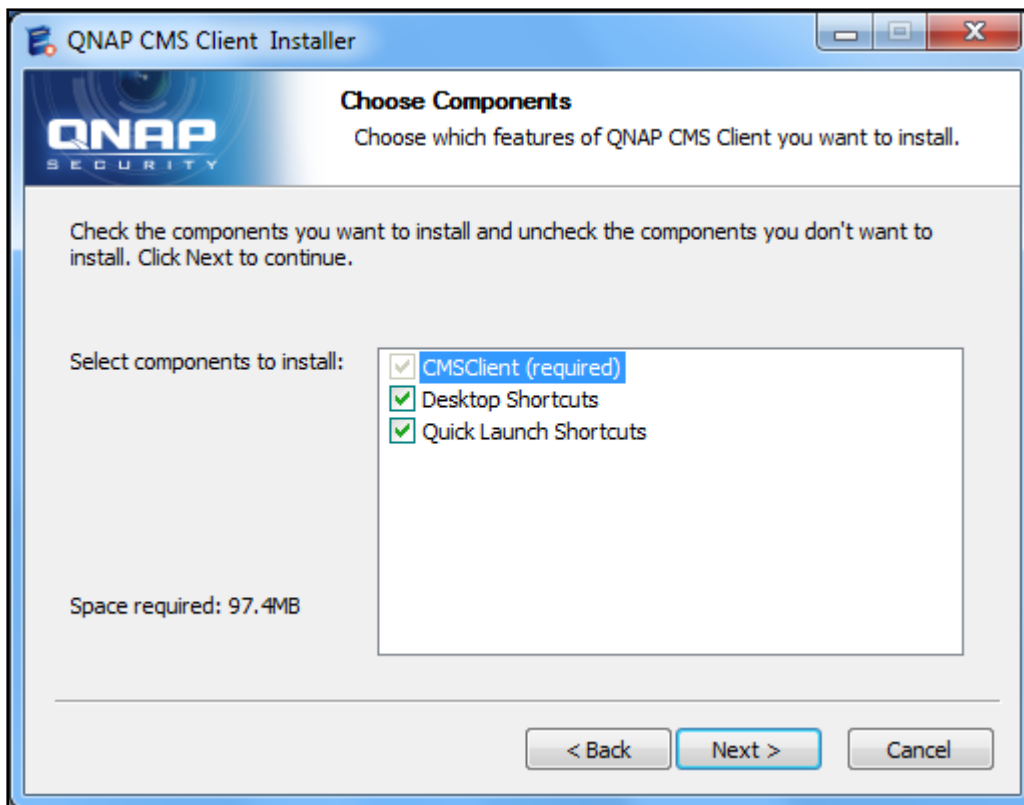 QNAP CMS Client Installer
QNAP
SECURITY
Choose Components
Choose which features of QNAP CMS Client you want to install.
Check the components you want to install and uncheck the components you don't want to
install. Click Next to continue.
Select components to install:
CMSClient (required)
Desktop Shortcuts
Quick Launch Shortcuts
Space required: 97.4MB
< Back
Next >
Cancel